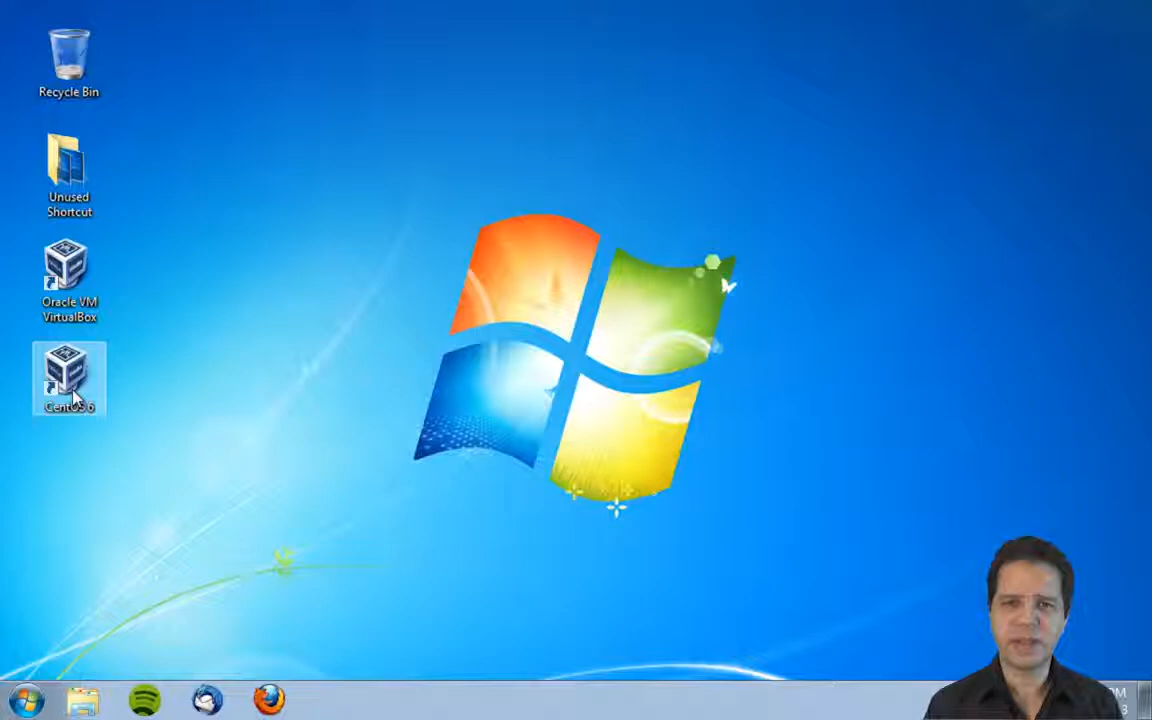 Recycle Bin
Unused
Shortcut
Oracle VM
VirtualBox
CentOS 6